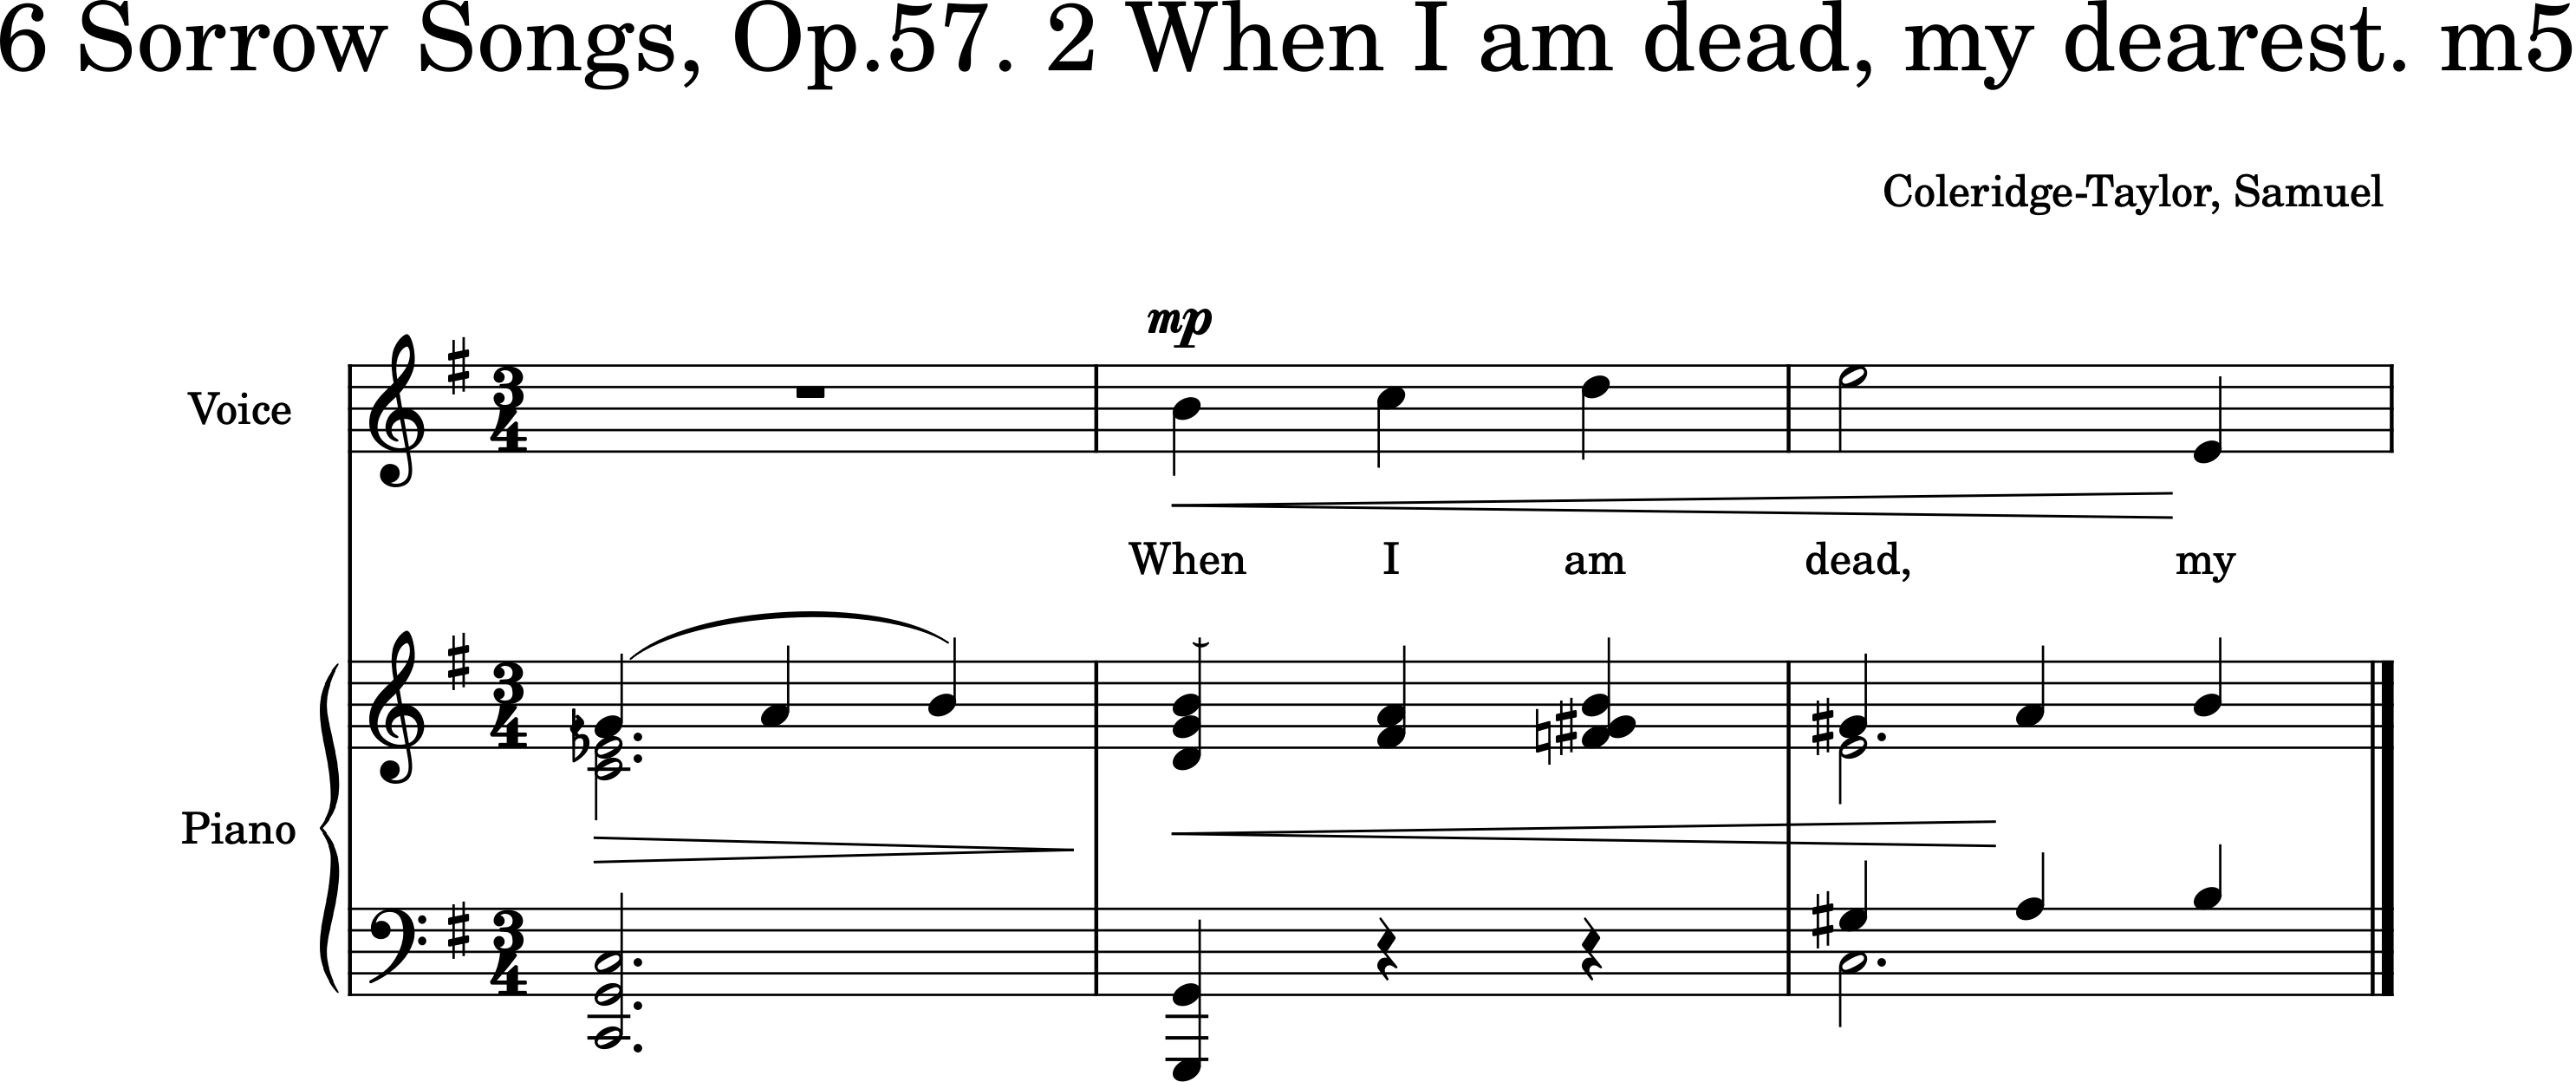 6 Sorrow Songs, Op.57. 2 When I am dead, my dearest. m5
Coleridge-Taylor, Samuel
mp
Voice
When I am dead, my
Piano